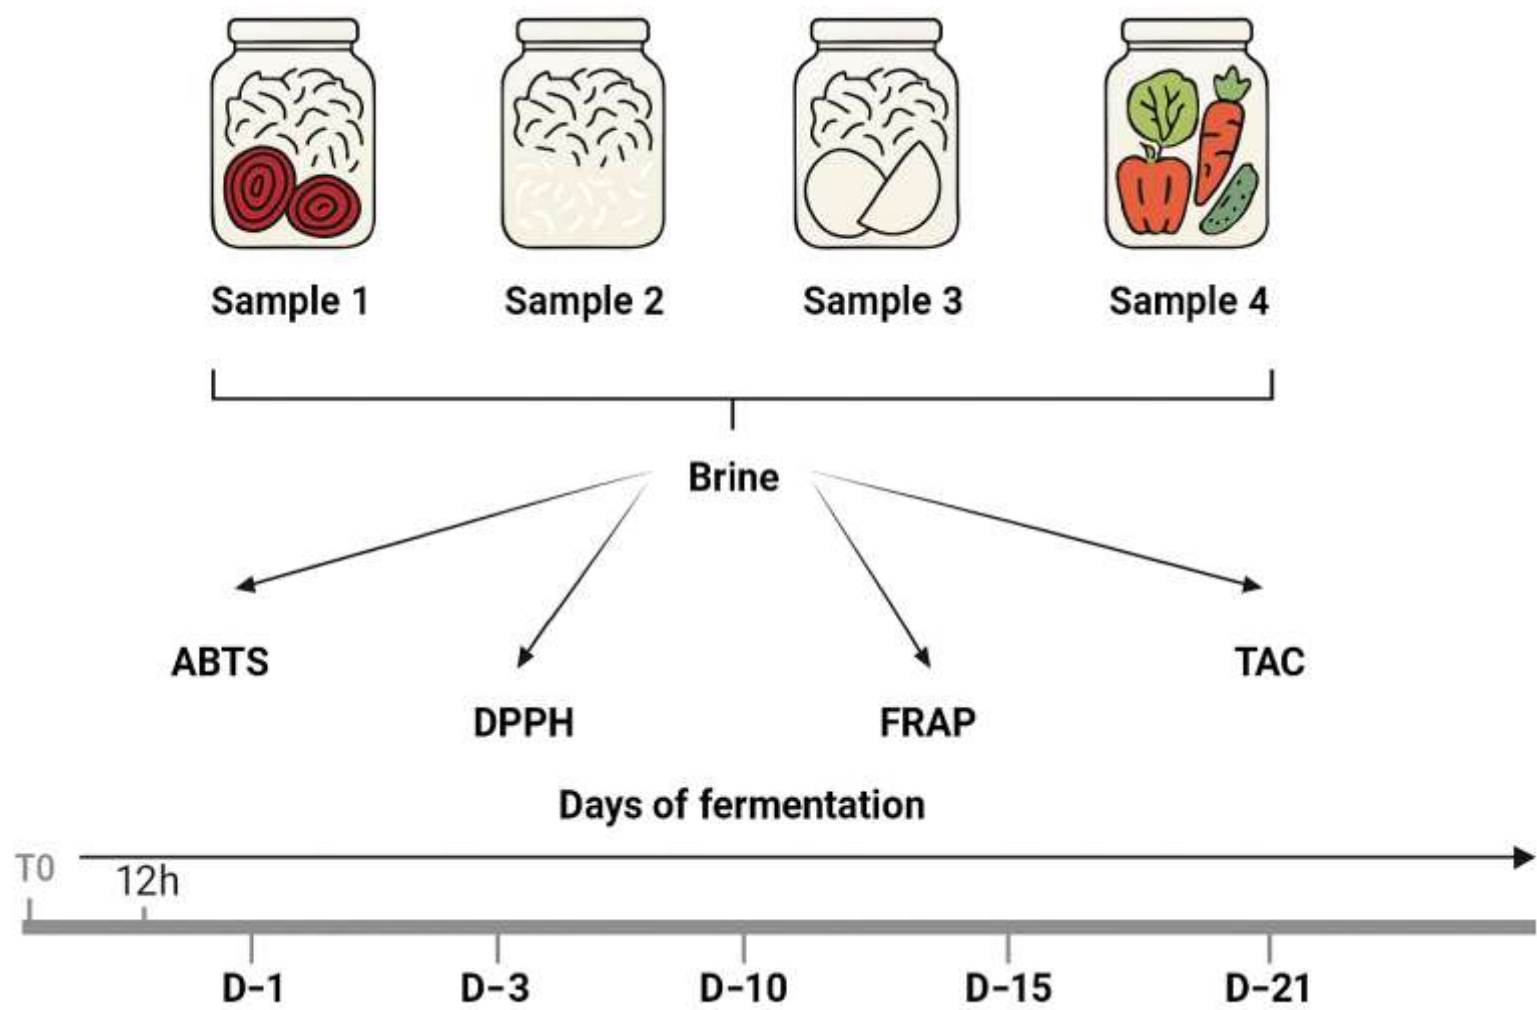 Sample 1
Sample 2
Sample 3
Sample 4
Brine
ABTS
TAC
DPPH
FRAP
Days of fermentation
T0
12h
D-1
D-3
D-10
D-15
D-21